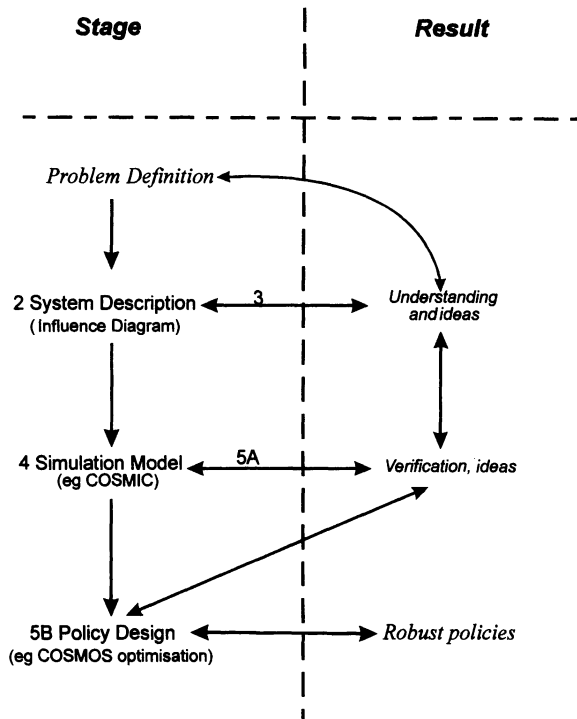 Stage Result
Problem Definition
2 System Description 3 Understanding
(Influence Diagram) and ideas
4 Simulation Model 5A Verification, ideas
(eg COSMIC)
5B Policy Design Robust policies
(eg COSMOS optimisation)